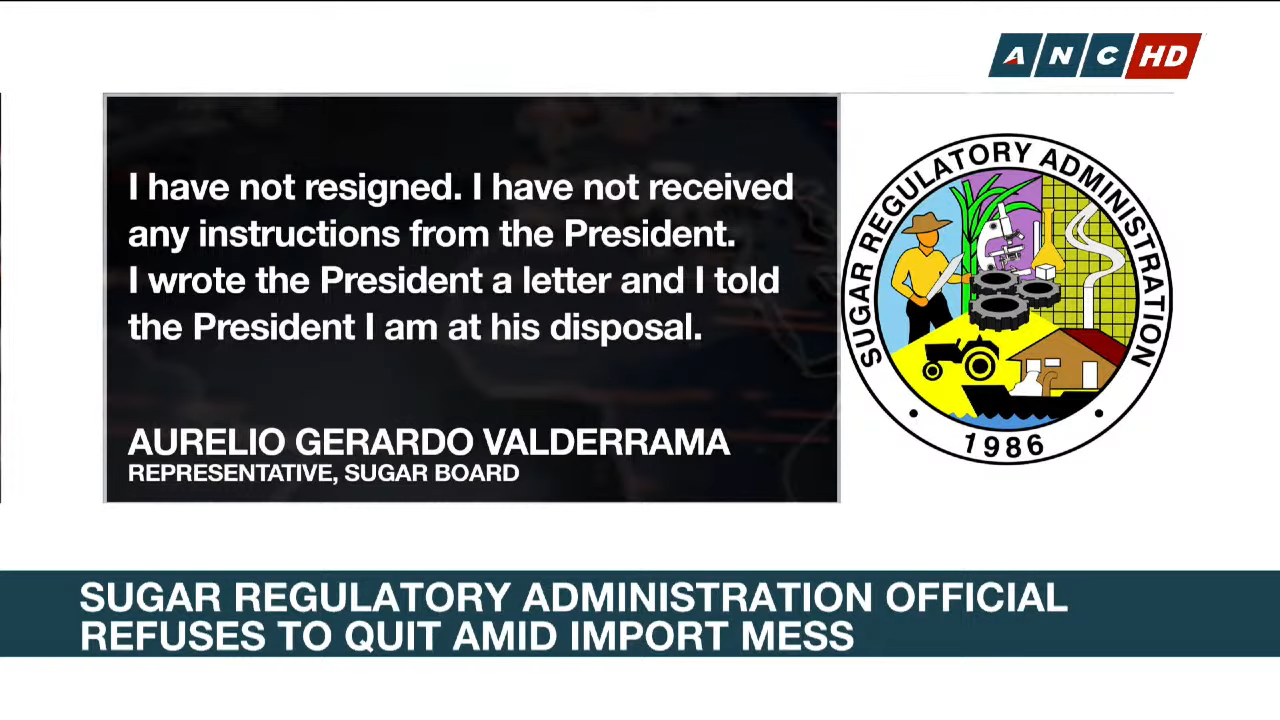 ANC HD
I have not resigned. I have not received
any instructions from the President.
I wrote the President a letter and I told
the President I am at his disposal.
AURELIO GERARDO VALDERRAMA
REPRESENTATIVE, SUGAR BOARD
SUGAR REGULATORY ADMINISTRATION
1986
SUGAR REGULATORY ADMINISTRATION OFFICIAL
REFUSES TO QUIT AMID IMPORT MESS